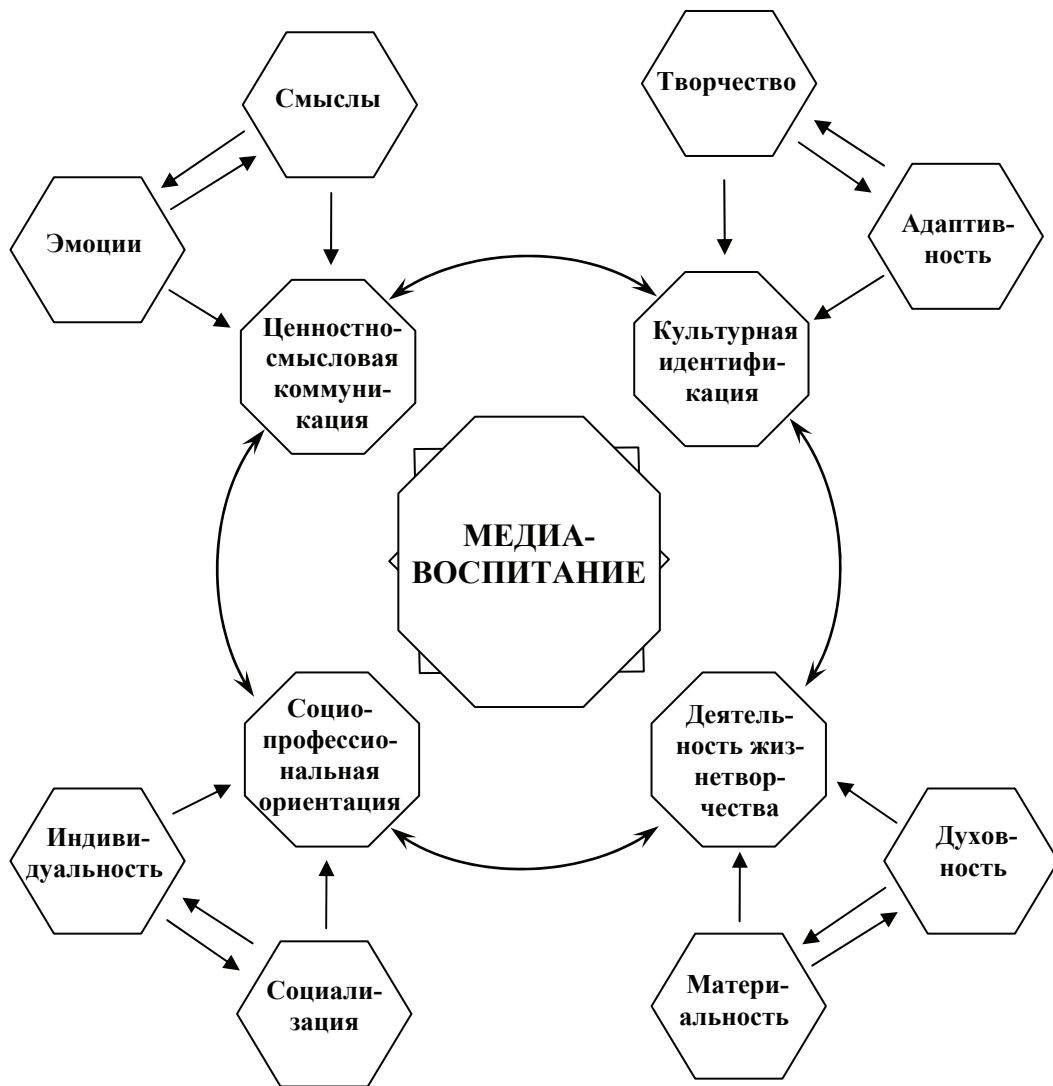 Смыслы
Творчество
Эмоции
Адаптив-
ность
Ценностно-
смысловая
коммуни-
кация
Культурная
идентифи-
кация
МЕДИА-
ВОСПИТАНИЕ
Социо-
профессио-
нальная
ориентация
Деятель-
ность жиз-
нетвор-
чества
Индиви-
дуальность
Духов-
ность
Социали-
зация
Матери-
альность